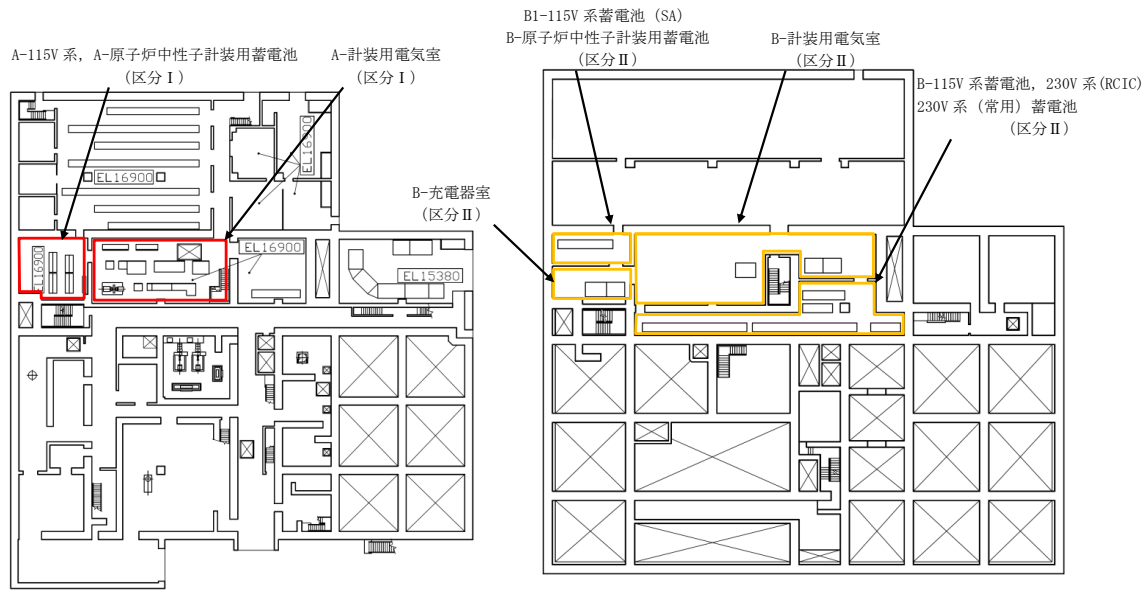 A-115V 系, A-原子炉中性子計装用蓄電池
(区分Ⅰ)
A-計装用電気室
(区分Ⅰ)
B1-115V 系蓄電池 (SA)
B-原子炉中性子計装用蓄電池
(区分Ⅱ)
B-計装用電気室
(区分Ⅱ)
B-115V 系蓄電池, 230V 系(RCIC)
230V 系 (常用) 蓄電池
(区分Ⅱ)
B-充電器室
(区分Ⅱ)
EL16900
EL16900
EL16900
EL16900
EL15380